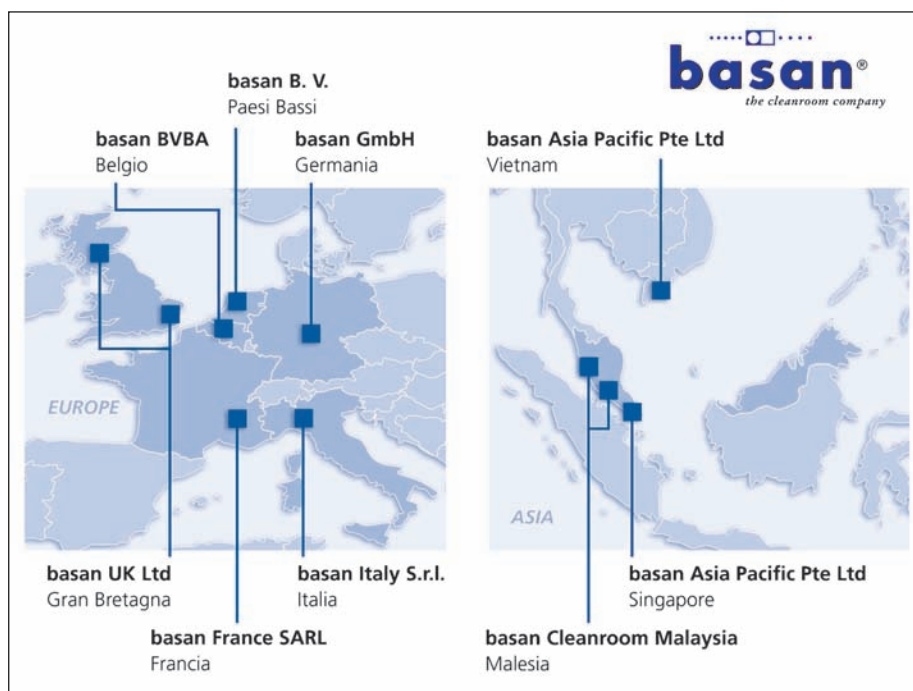 basan®
the cleanroom company
basan B. V.
Paesi Bassi
basan BVBA
Belgio
basan GmbH
Germania
basan Asia Pacific Pte Ltd
Vietnam
EUROPE
ASIA
basan UK Ltd
Gran Bretagna
basan Italy S.r.l.
Italia
basan Asia Pacific Pte Ltd
Singapore
basan France SARL
Francia
basan Cleanroom Malaysia
Malesia